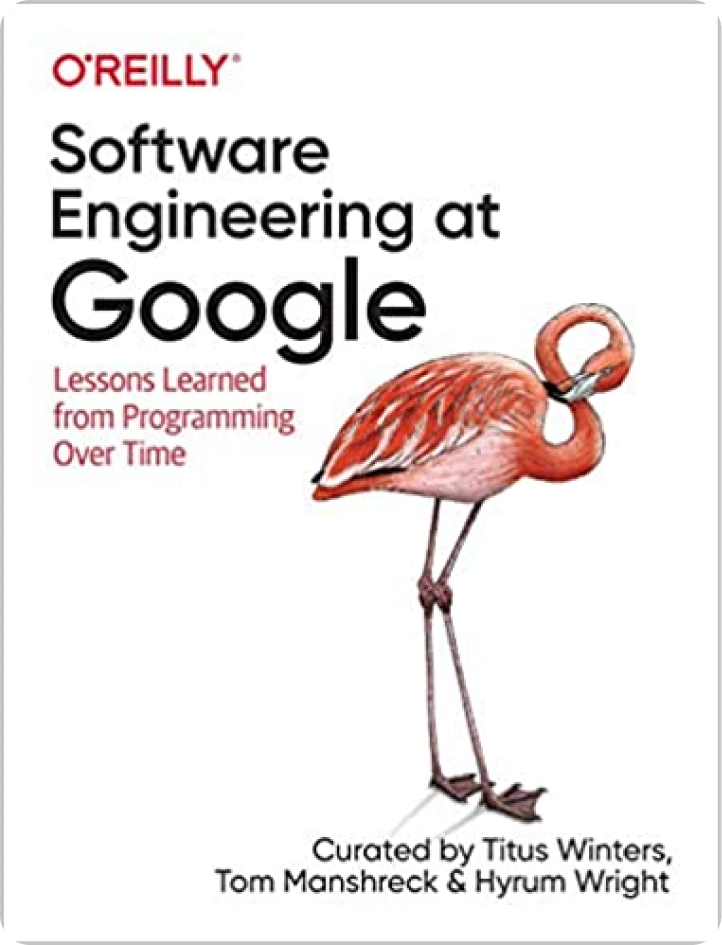 O'REILLY®
Software
Engineering at
Google
Lessons Learned
from Programming
Over Time
Curated by Titus Winters,
Tom Manshreck & Hyrum Wright